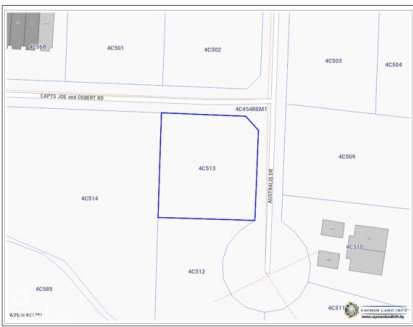 4C501
4C502
4C503
4C504
CAPTS JOE and OSBERT RD
4C454REM1
4C513
4C509
4C514
AUSTRALIS DR
4C510
4C512
4C585
4C511
CAYMAN LAND INFO
www.caymanlandinfo.ky